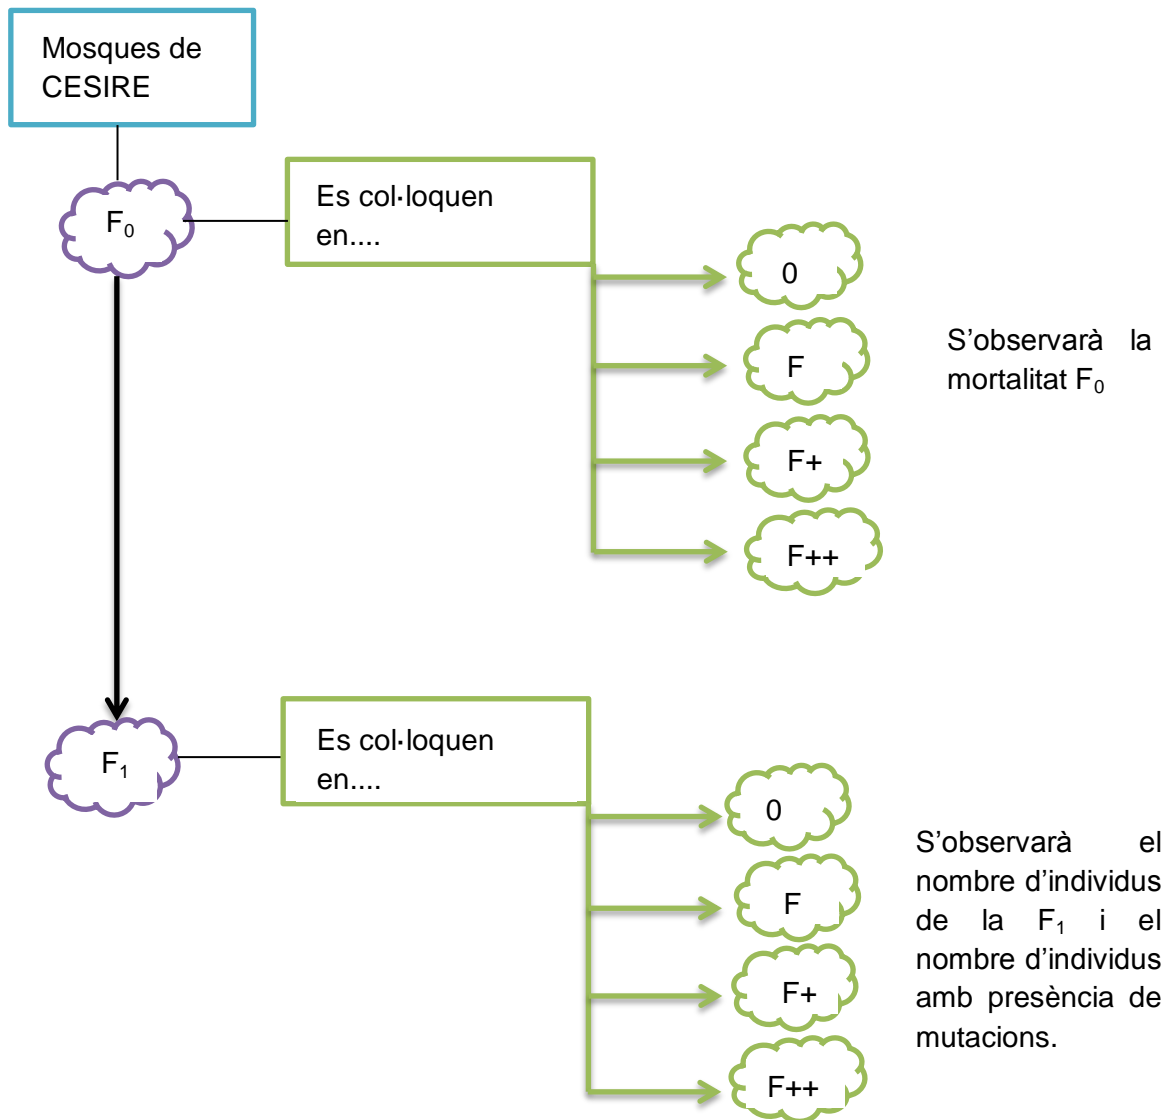 Mosques de
CESIRE
F₀
Es col·loquen
en....
0
F
F+
F++
S’observarà la
mortalitat F₀
F₁
Es col·loquen
en....
0
F
F+
F++
S’observarà el
nombre d’individus
de la F₁ i el
nombre d’individus
amb presència de
mutacions.